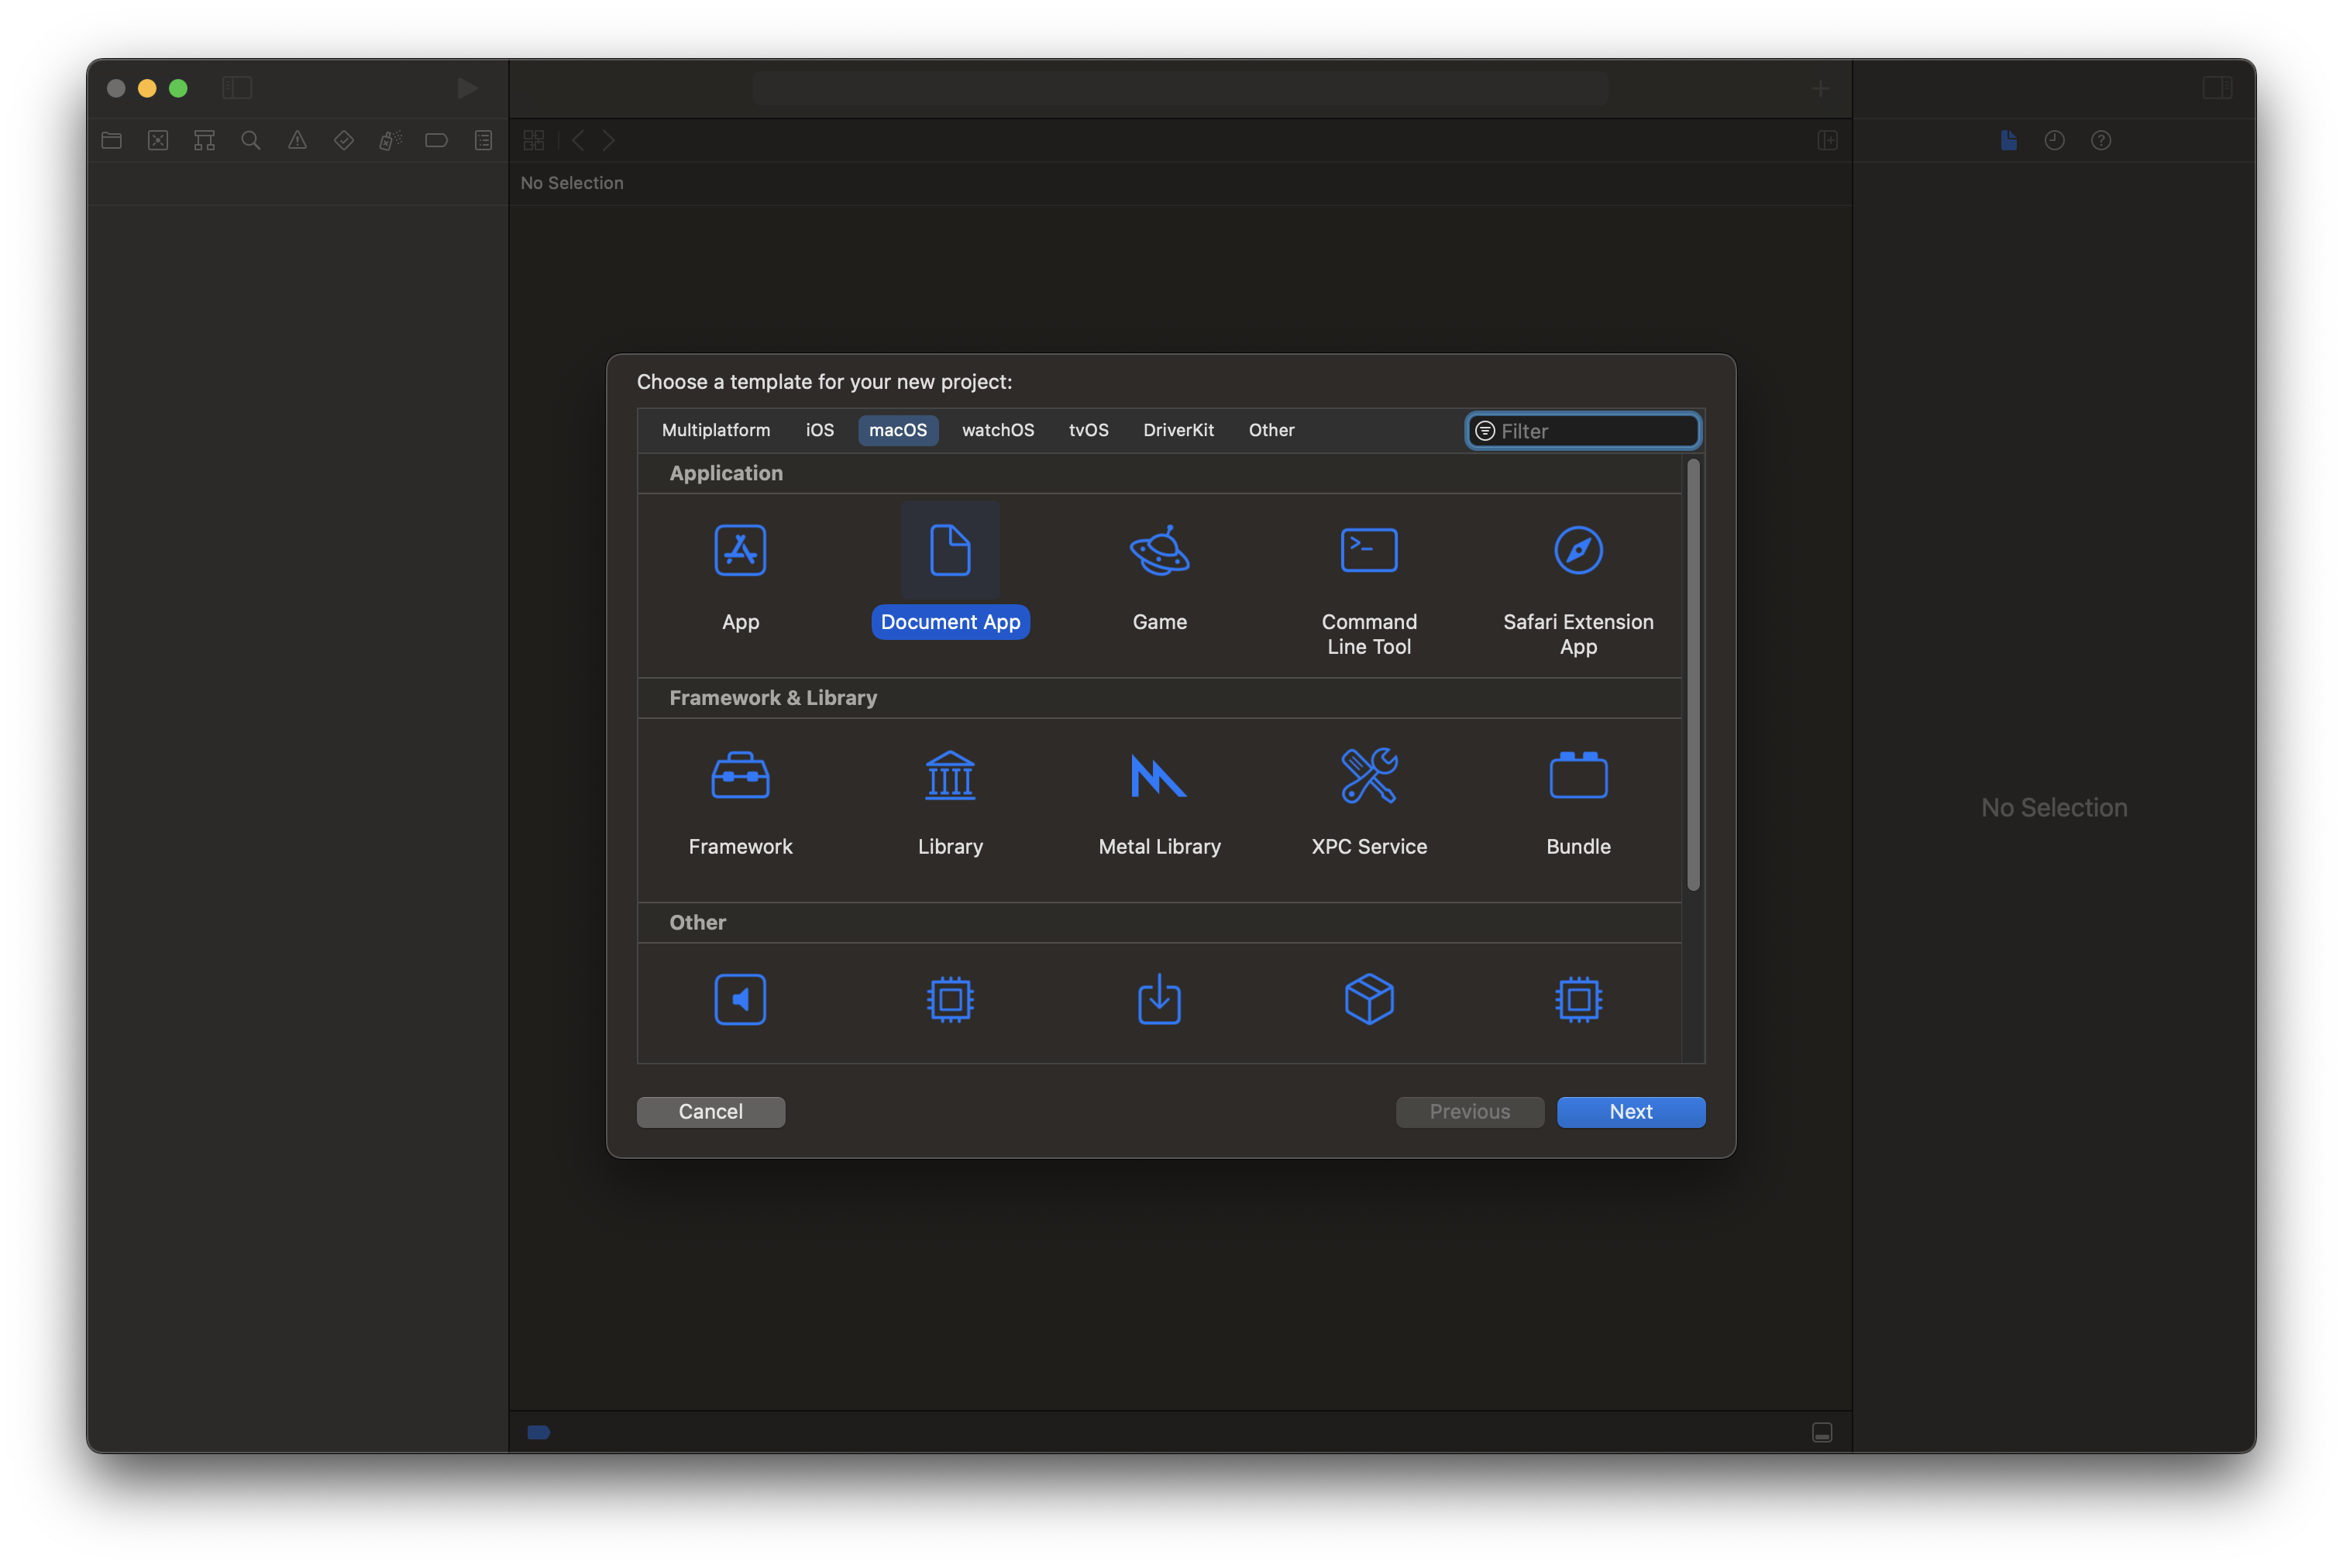 No Selection
Choose a template for your new project:
Multiplatform iOS macOS watchOS tvOS DriverKit Other Filter
Application
App Document App Game Command Line Tool Safari Extension App
Framework & Library
Framework Library Metal Library XPC Service Bundle
Other
Cancel Previous Next
No Selection